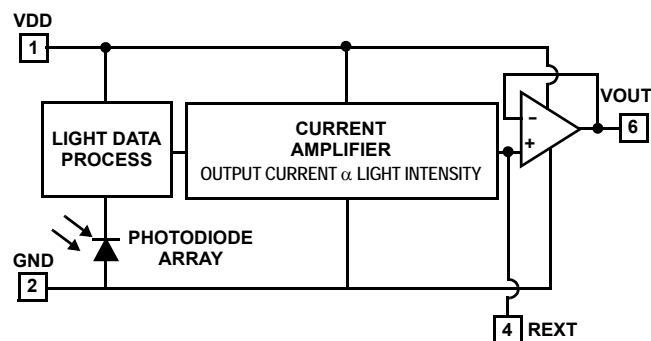 VDD
1
LIGHT DATA
PROCESS
CURRENT
AMPLIFIER
OUTPUT CURRENT α LIGHT INTENSITY
-
+
VOUT
6
PHOTODIODE
ARRAY
GND
2
4
REXT